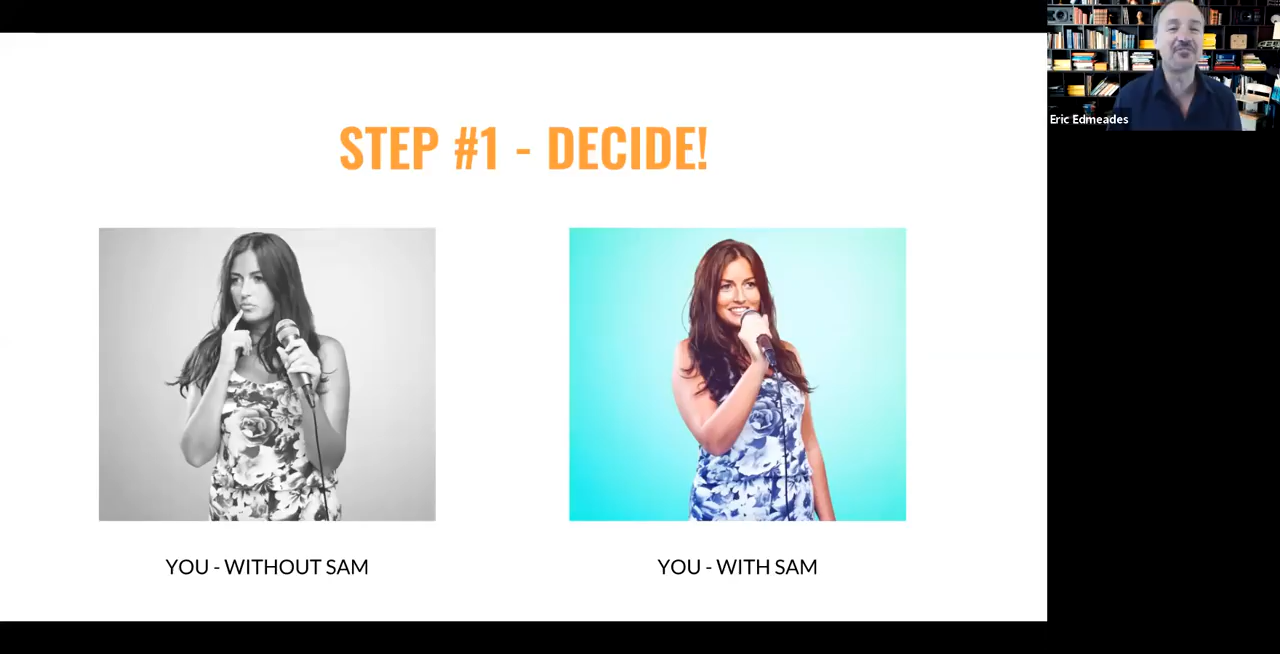 Eric Edmeades
STEP #1 - DECIDE!
YOU - WITHOUT SAM
YOU - WITH SAM